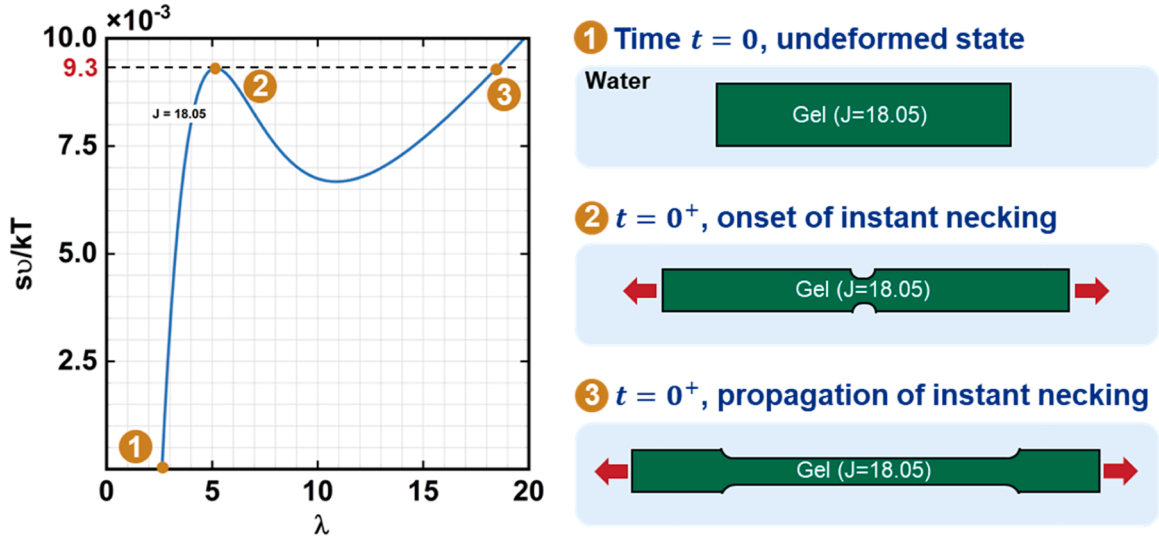 ×10⁻³
10.0
9.3
7.5
5.0
2.5
sυ/kT
J = 18.05
1
2
3
0
5
10
15
20
λ
1 Time t = 0, undeformed state
Water
Gel (J=18.05)
2 t = 0⁺, onset of instant necking
Gel (J=18.05)
3 t = 0⁺, propagation of instant necking
Gel (J=18.05)